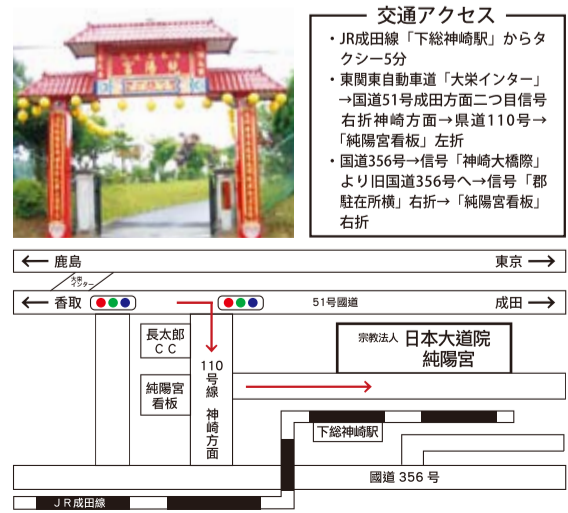 交通アクセス
・JR成田線「下総神崎駅」からタ
クシー5分
・東関東自動車道「大栄インター」
→国道51号成田方面二つ目信号
右折神崎方面→県道110号→
「純陽宮看板」左折
・国道356号→信号「神崎大橋際」
より旧国道356号へ→信号「郡
駐在所横」右折→「純陽宮看板」
右折
← 鹿島
東京 →
大栄
インター
← 香取
51号國道
成田 →
長太郎
CC
純陽宮
看板
110号線 神崎方面
宗教法人 日本大道院
純陽宮
下総神崎駅
國道 356 号
JR成田線